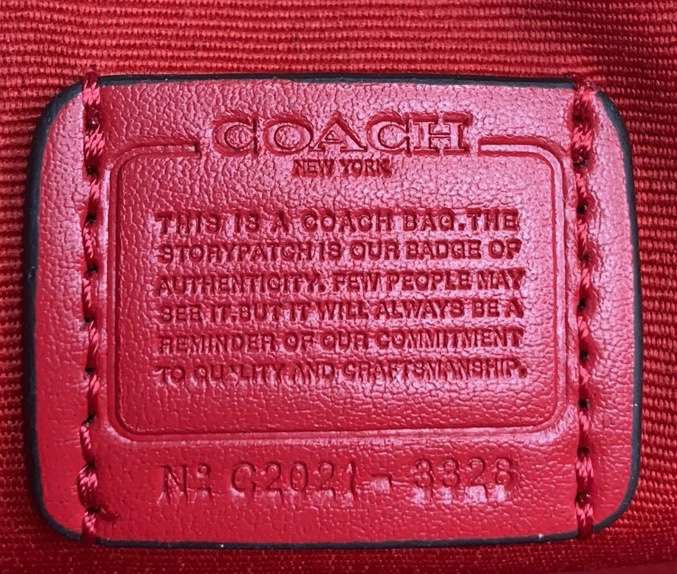 COACH
NEW YORK
THIS IS A COACH BAG. THE
STORYPATCH IS OUR BADGE OF
AUTHENTICITY. FEW PEOPLE MAY
SEE IT. BUT IT WILL ALWAYS BE A
REMINDER OF OUR COMMITMENT
TO QUALITY AND CRAFTSMANSHIP.
Nº C2021-3328